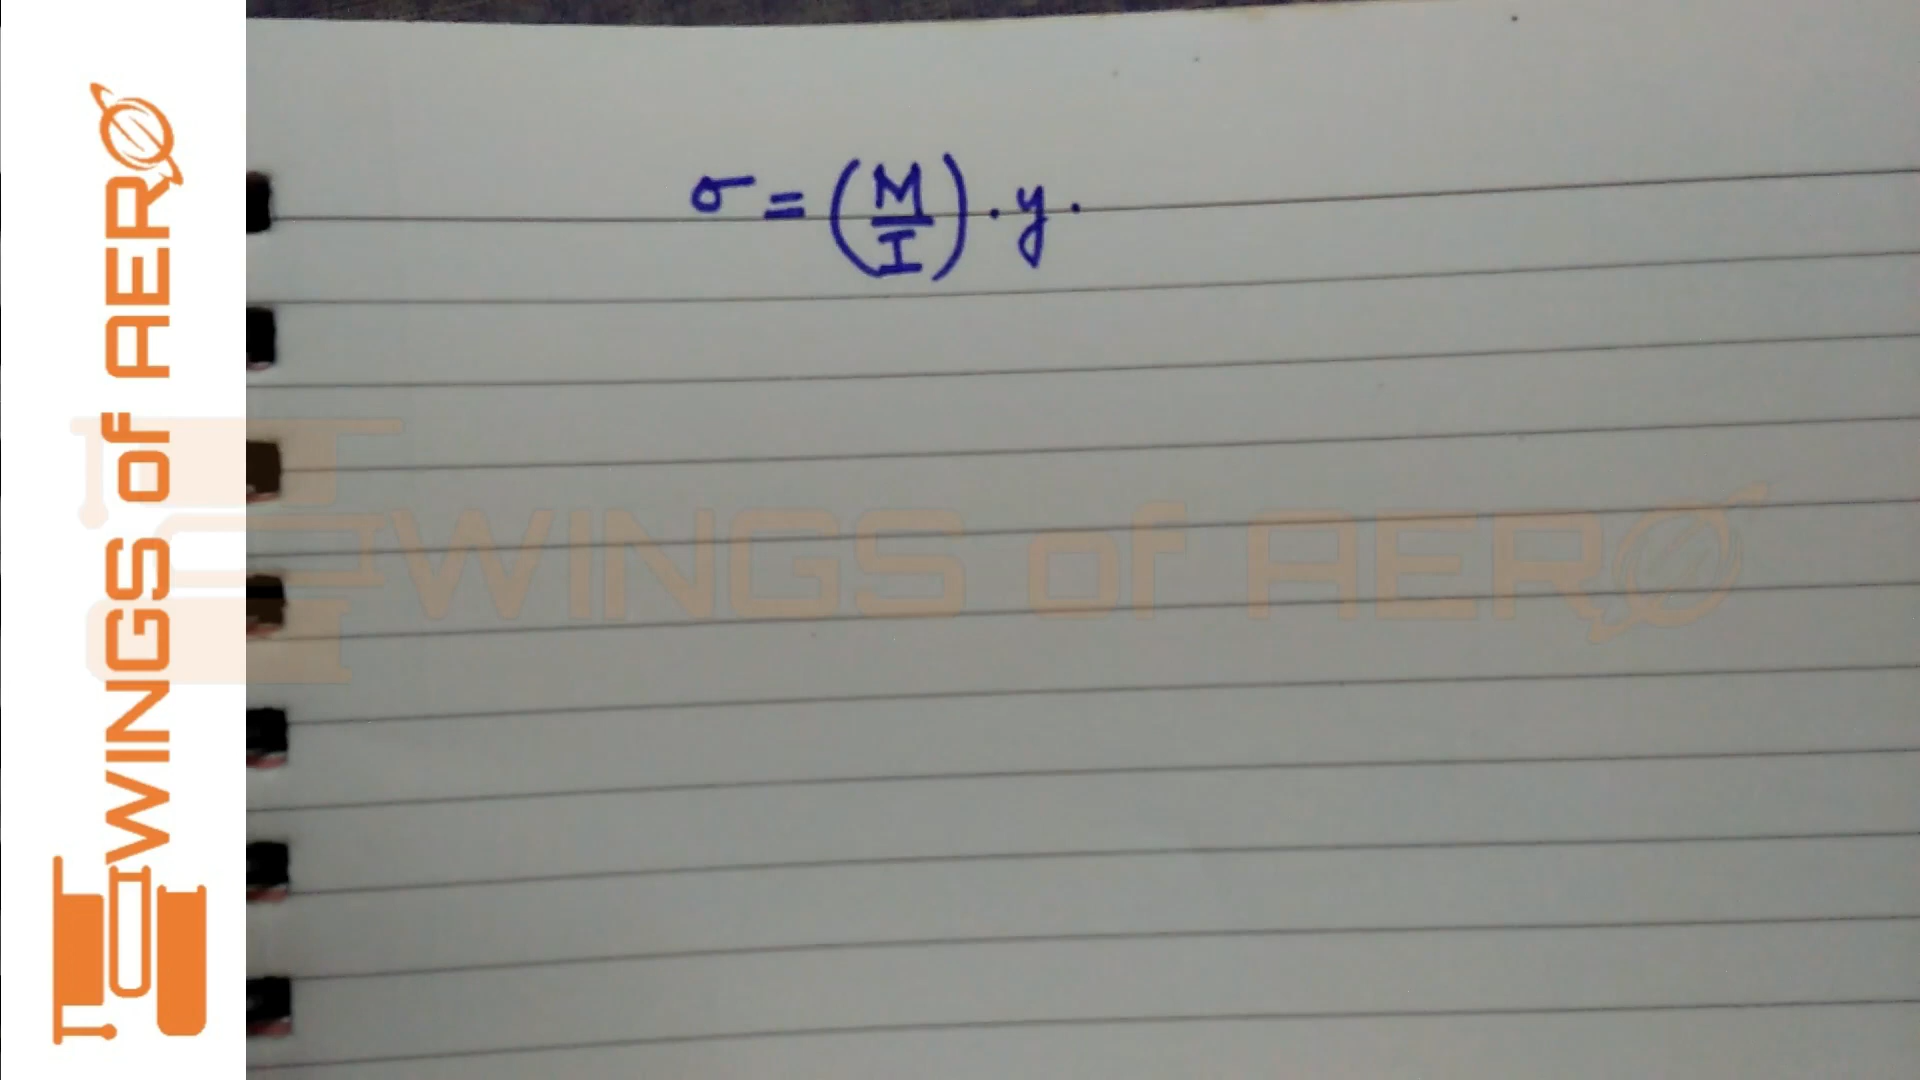 WINGS of AERO
σ = (M/I) · y ·
WINGS of AERO